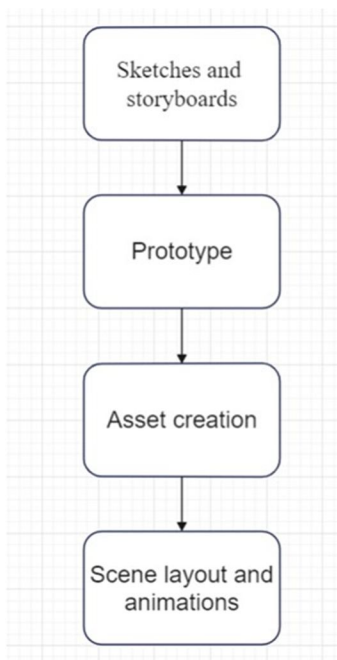 Sketches and
storyboards
Prototype
Asset creation
Scene layout and
animations